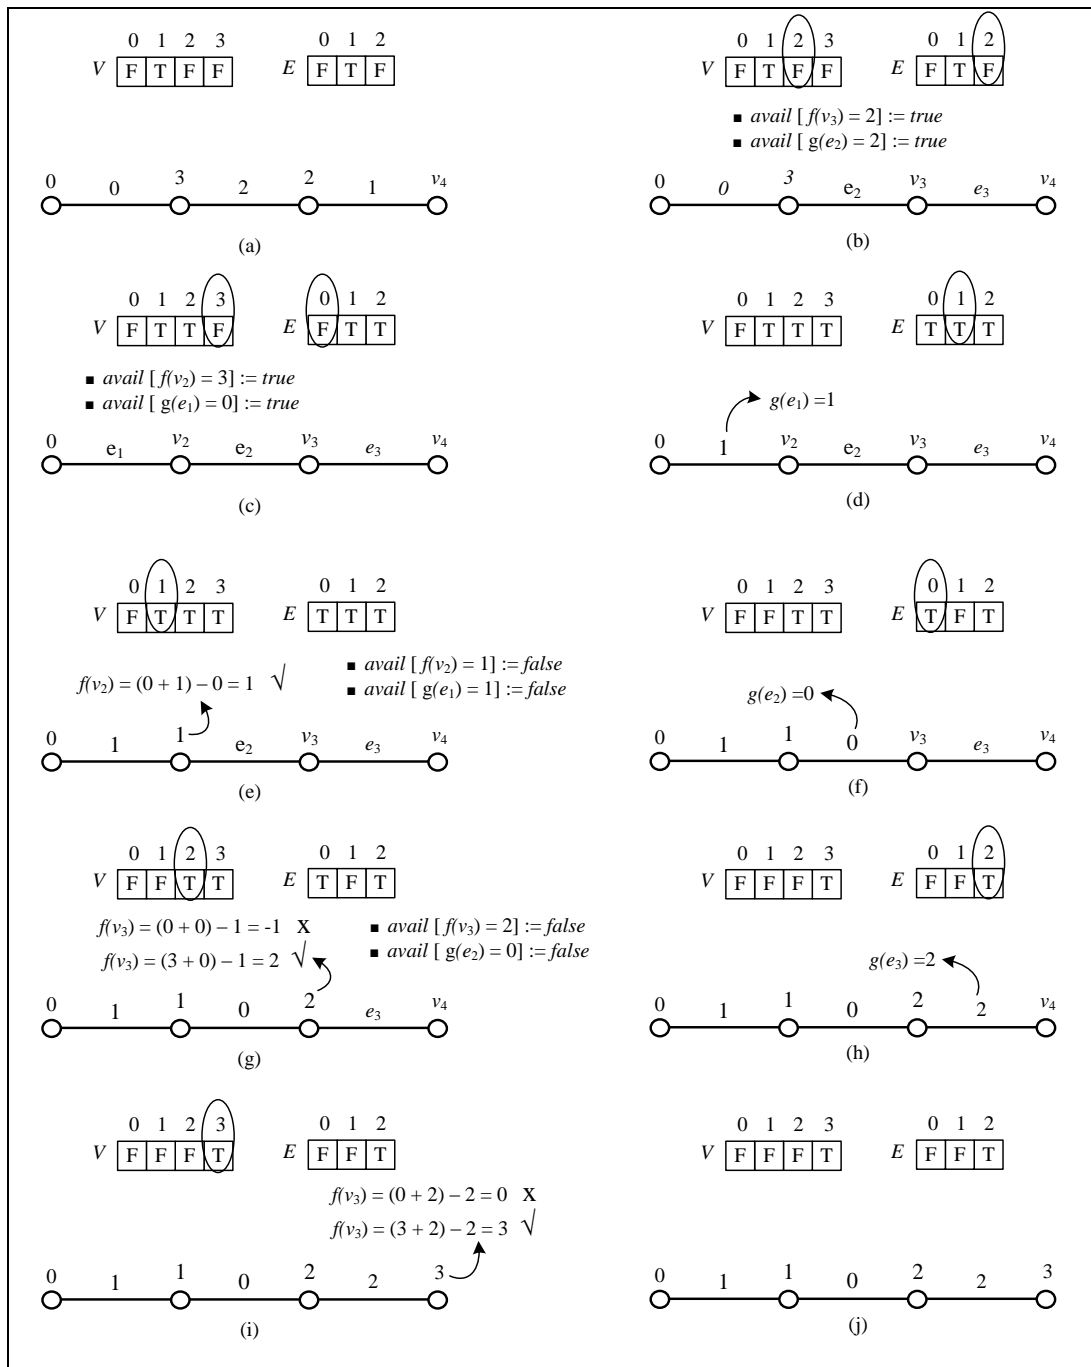 0 1 2 3 0 1 2
V F T F F E F T F
0 0 3 2 2 1 v4
(a)
0 1 2 3 0 1 2
V F T F F E F T F
■ avail [ f(v3) = 2] := true
■ avail [ g(e2) = 2] := true
0 0 3 e2 v3 e3 v4
(b)
0 1 2 3 0 1 2
V F T T F E F T T
■ avail [ f(v2) = 3] := true
■ avail [ g(e1) = 0] := true
0 e1 v2 e2 v3 e3 v4
(c)
0 1 2 3 0 1 2
V F T T T E T T T
g(e1) =1
0 1 v2 e2 v3 e3 v4
(d)
0 1 2 3 0 1 2
V F T T T E T T T
f(v2) = (0 + 1) – 0 = 1 √
■ avail [ f(v2) = 1] := false
■ avail [ g(e1) = 1] := false
0 1 1 e2 v3 e3 v4
(e)
0 1 2 3 0 1 2
V F F T T E T F T
g(e2) =0
0 1 1 0 v3 e3 v4
(f)
0 1 2 3 0 1 2
V F F T T E T F T
f(v3) = (0 + 0) – 1 = -1 X
f(v3) = (3 + 0) – 1 = 2 √
■ avail [ f(v3) = 2] := false
■ avail [ g(e2) = 0] := false
0 1 1 0 2 e3 v4
(g)
0 1 2 3 0 1 2
V F F F T E F F T
g(e3) =2
0 1 1 0 2 2 v4
(h)
0 1 2 3 0 1 2
V F F F T E F F T
f(v3) = (0 + 2) – 2 = 0 X
f(v3) = (3 + 2) – 2 = 3 √
0 1 1 0 2 2 3
(i)
0 1 2 3 0 1 2
V F F F T E F F T
0 1 1 0 2 2 3
(j)